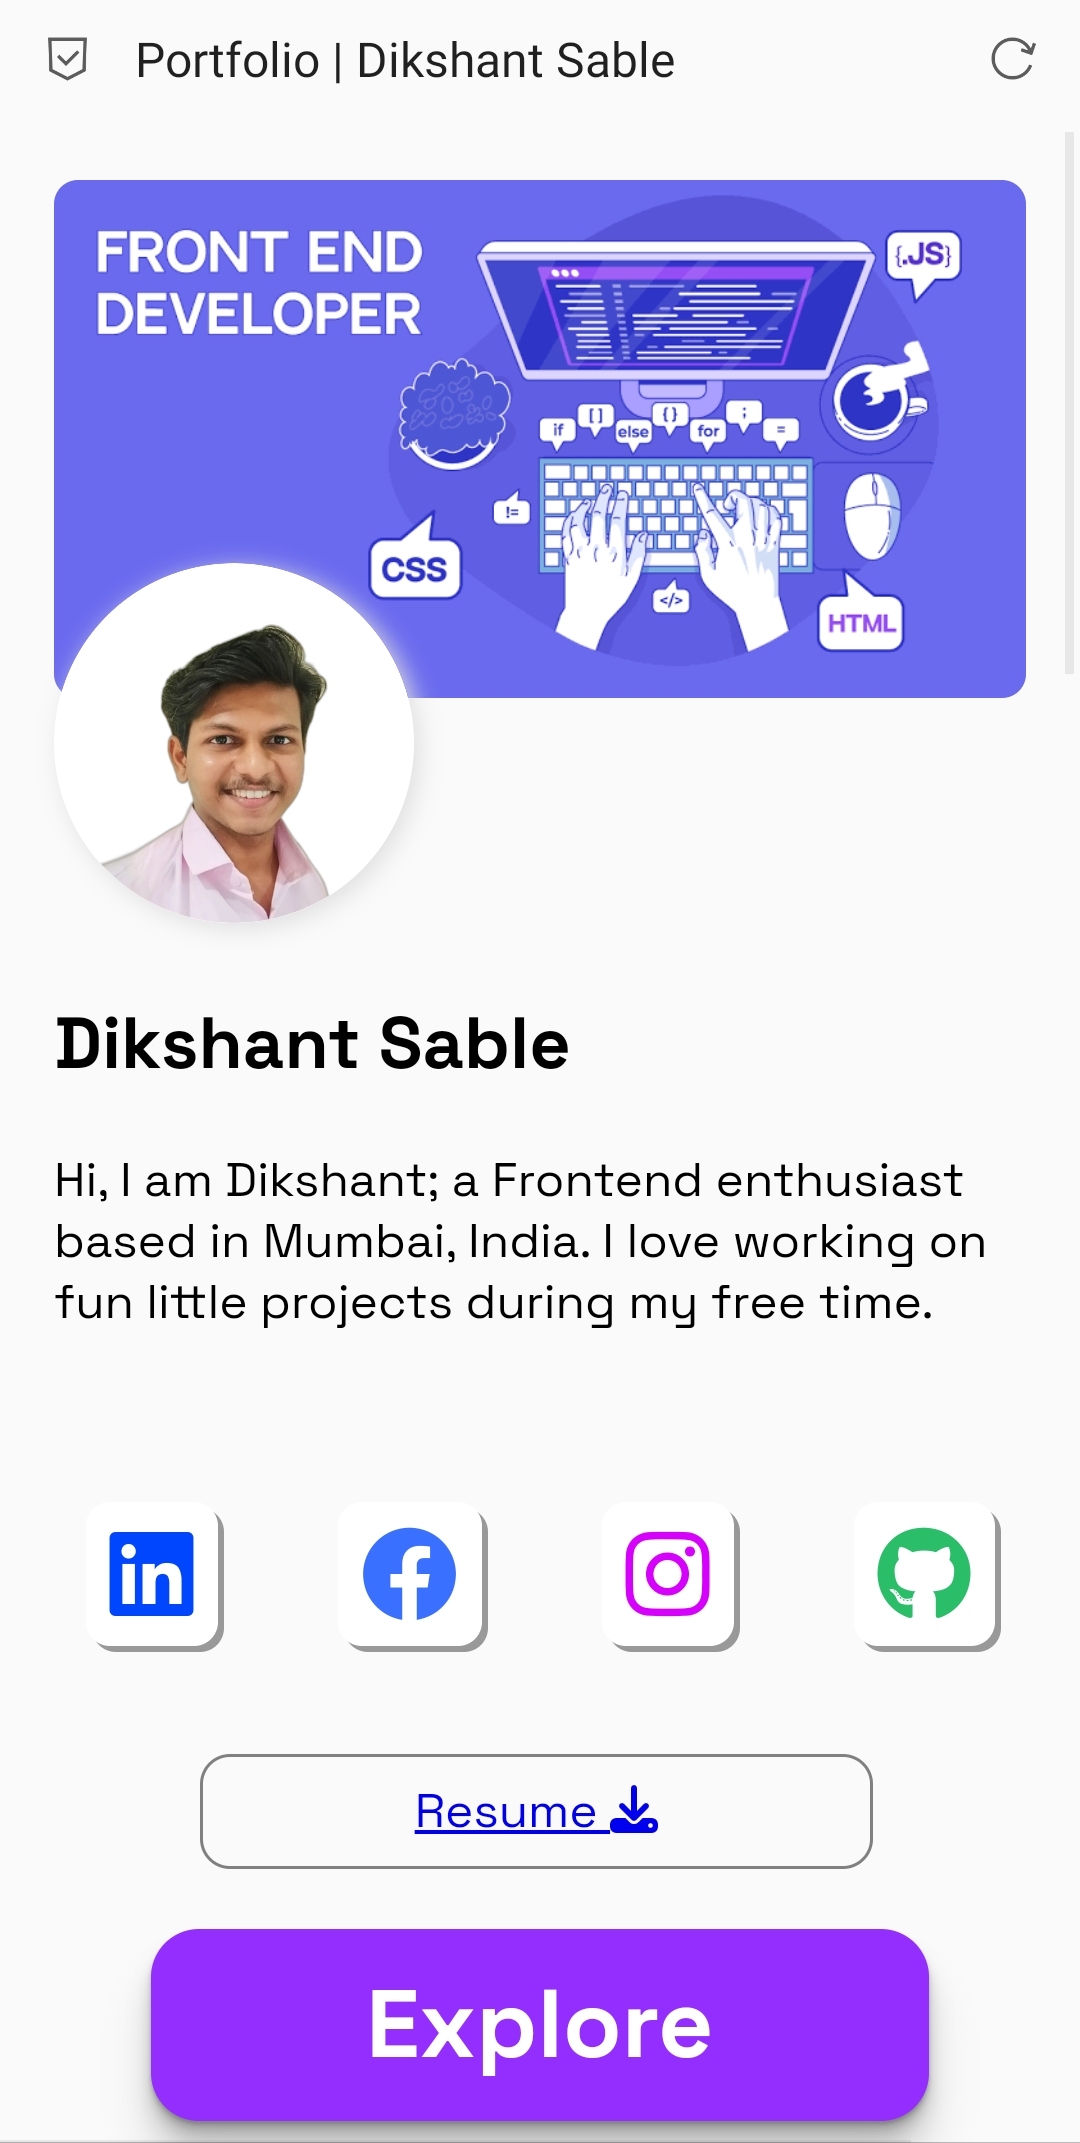 Portfolio | Dikshant Sable
FRONT END
DEVELOPER
{.JS}
if
[ ]
else
{ }
for
;
=
!=
CSS
</>
HTML
Dikshant Sable
Hi, I am Dikshant; a Frontend enthusiast
based in Mumbai, India. I love working on
fun little projects during my free time.
in
Resume
Explore